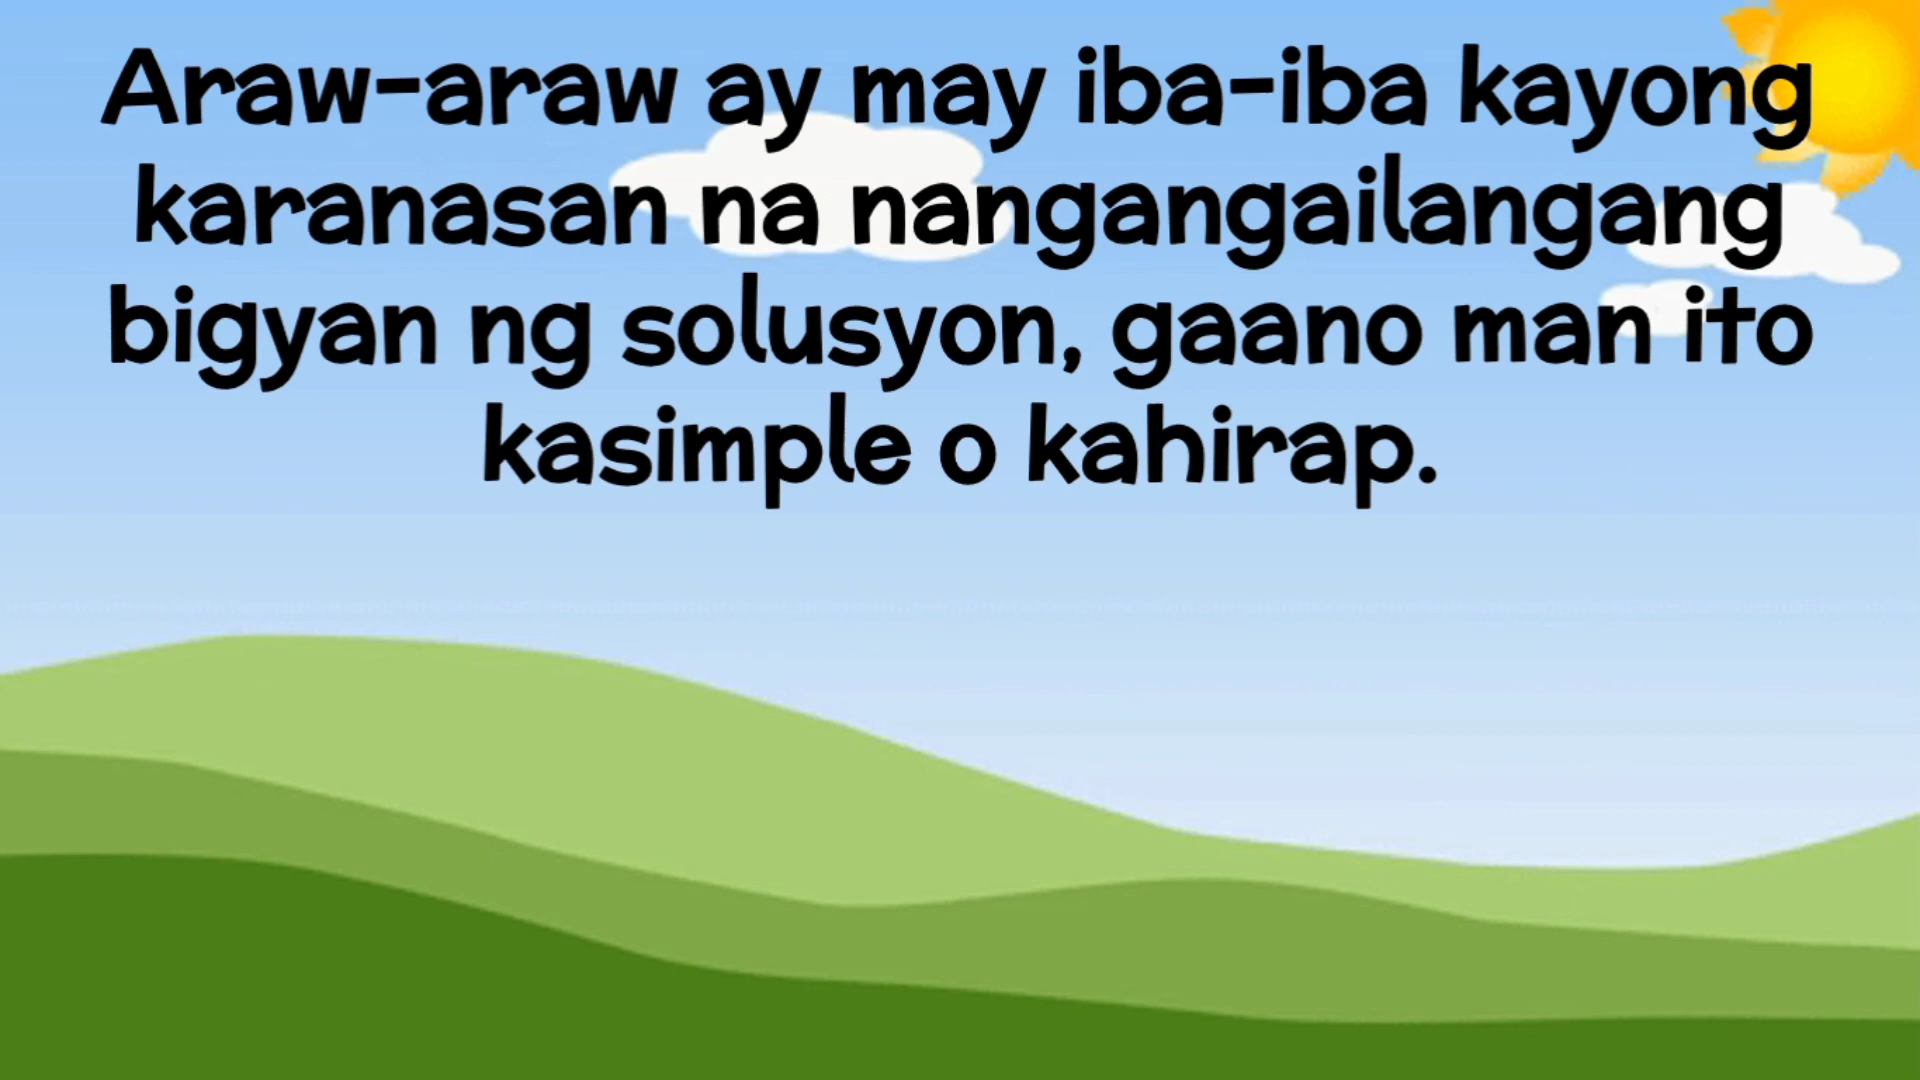 Araw-araw ay may iba-iba kayong
karanasan na nangangailangang
bigyan ng solusyon, gaano man ito
kasimple o kahirap.